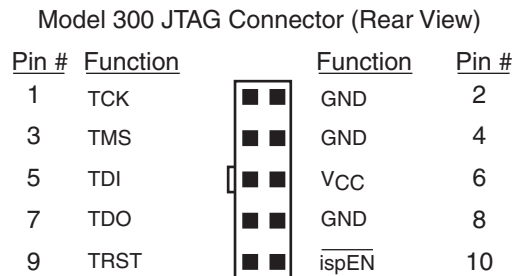 Model 300 JTAG Connector (Rear View)
Pin # Function Function Pin #
1 TCK GND 2
3 TMS GND 4
5 TDI VCC 6
7 TDO GND 8
9 TRST ispEN 10